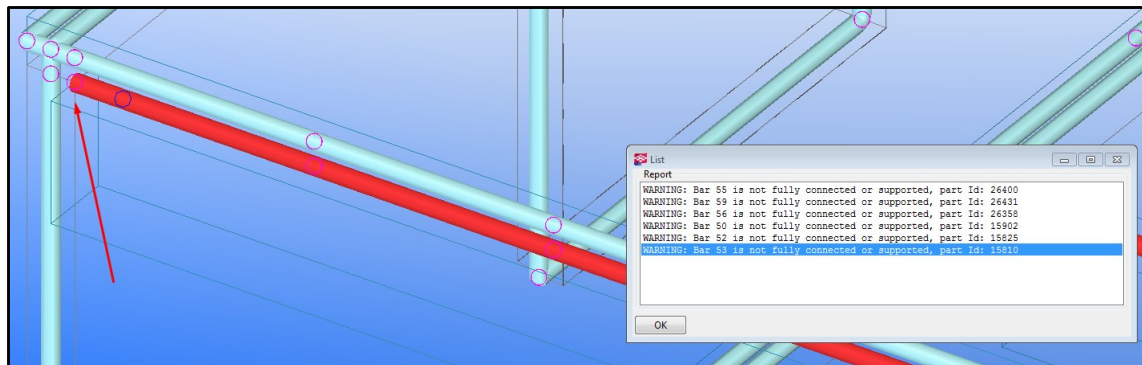 List
Report
WARNING: Bar 55 is not fully connected or supported, part Id: 26400
WARNING: Bar 59 is not fully connected or supported, part Id: 26431
WARNING: Bar 56 is not fully connected or supported, part Id: 26358
WARNING: Bar 50 is not fully connected or supported, part Id: 15902
WARNING: Bar 52 is not fully connected or supported, part Id: 15825
WARNING: Bar 53 is not fully connected or supported, part Id: 15810
OK